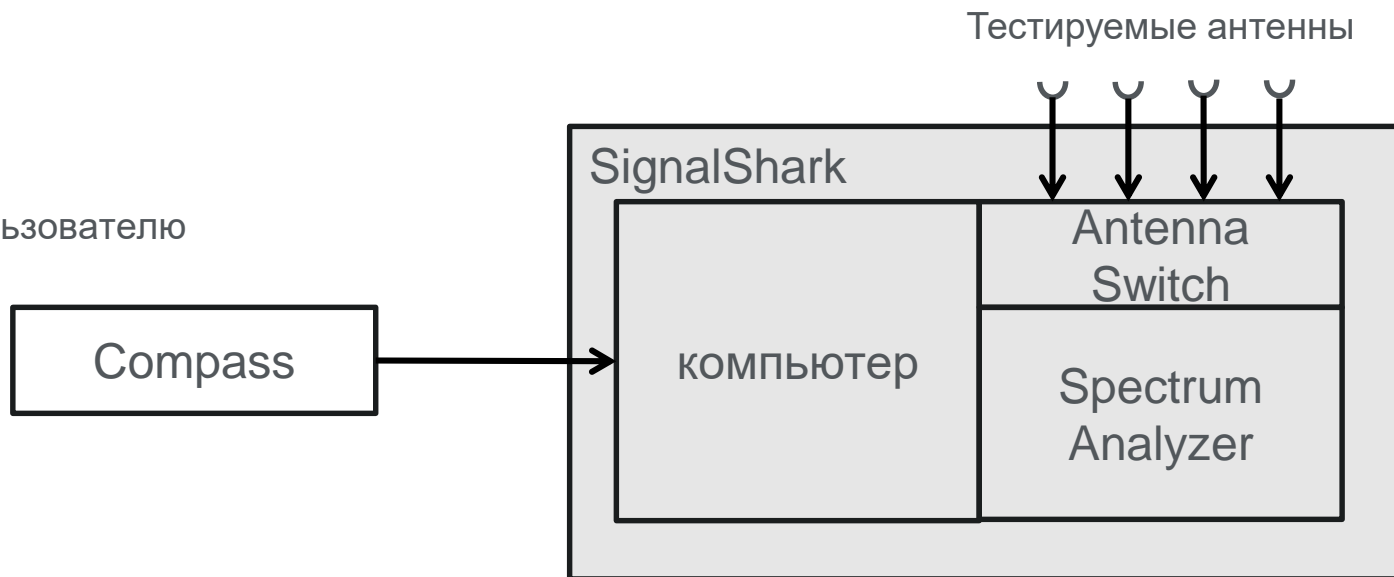 Тестируемые антенны
SignalShark
ьзователю
Antenna
Switch
Compass
компьютер
Spectrum
Analyzer